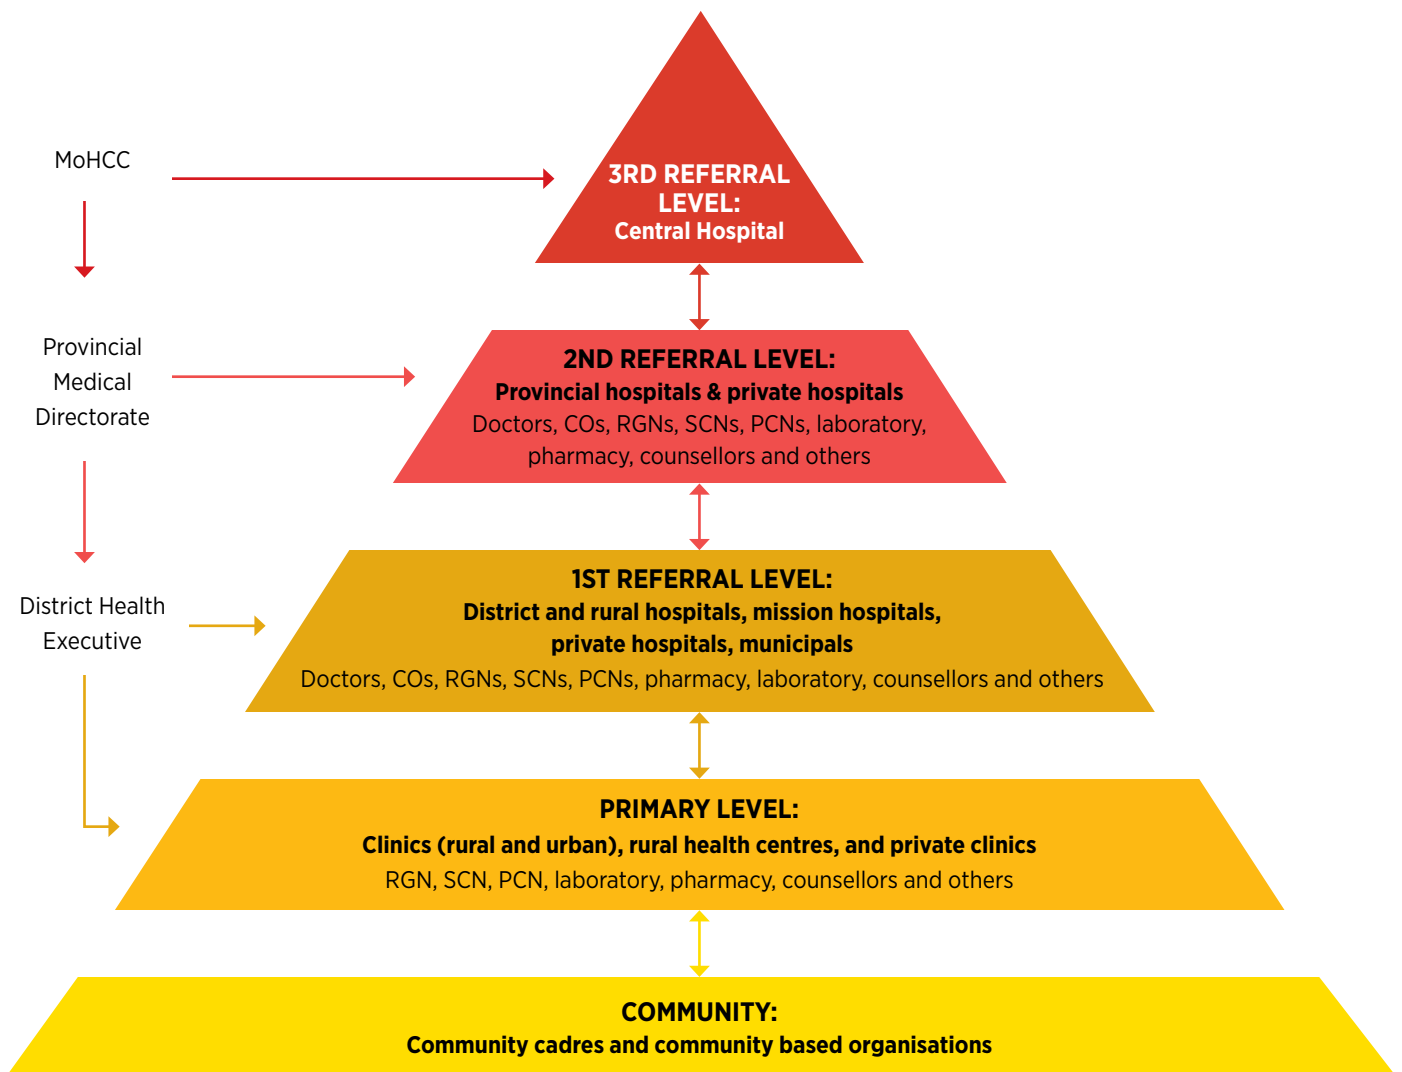 MoHCC
3RD REFERRAL
LEVEL:
Central Hospital
Provincial
Medical
Directorate
2ND REFERRAL LEVEL:
Provincial hospitals & private hospitals
Doctors, COs, RGNs, SCNs, PCNs, laboratory,
pharmacy, counsellors and others
District Health
Executive
1ST REFERRAL LEVEL:
District and rural hospitals, mission hospitals,
private hospitals, municipals
Doctors, COs, RGNs, SCNs, PCNs, pharmacy, laboratory, counsellors and others
PRIMARY LEVEL:
Clinics (rural and urban), rural health centres, and private clinics
RGN, SCN, PCN, laboratory, pharmacy, counsellors and others
COMMUNITY:
Community cadres and community based organisations